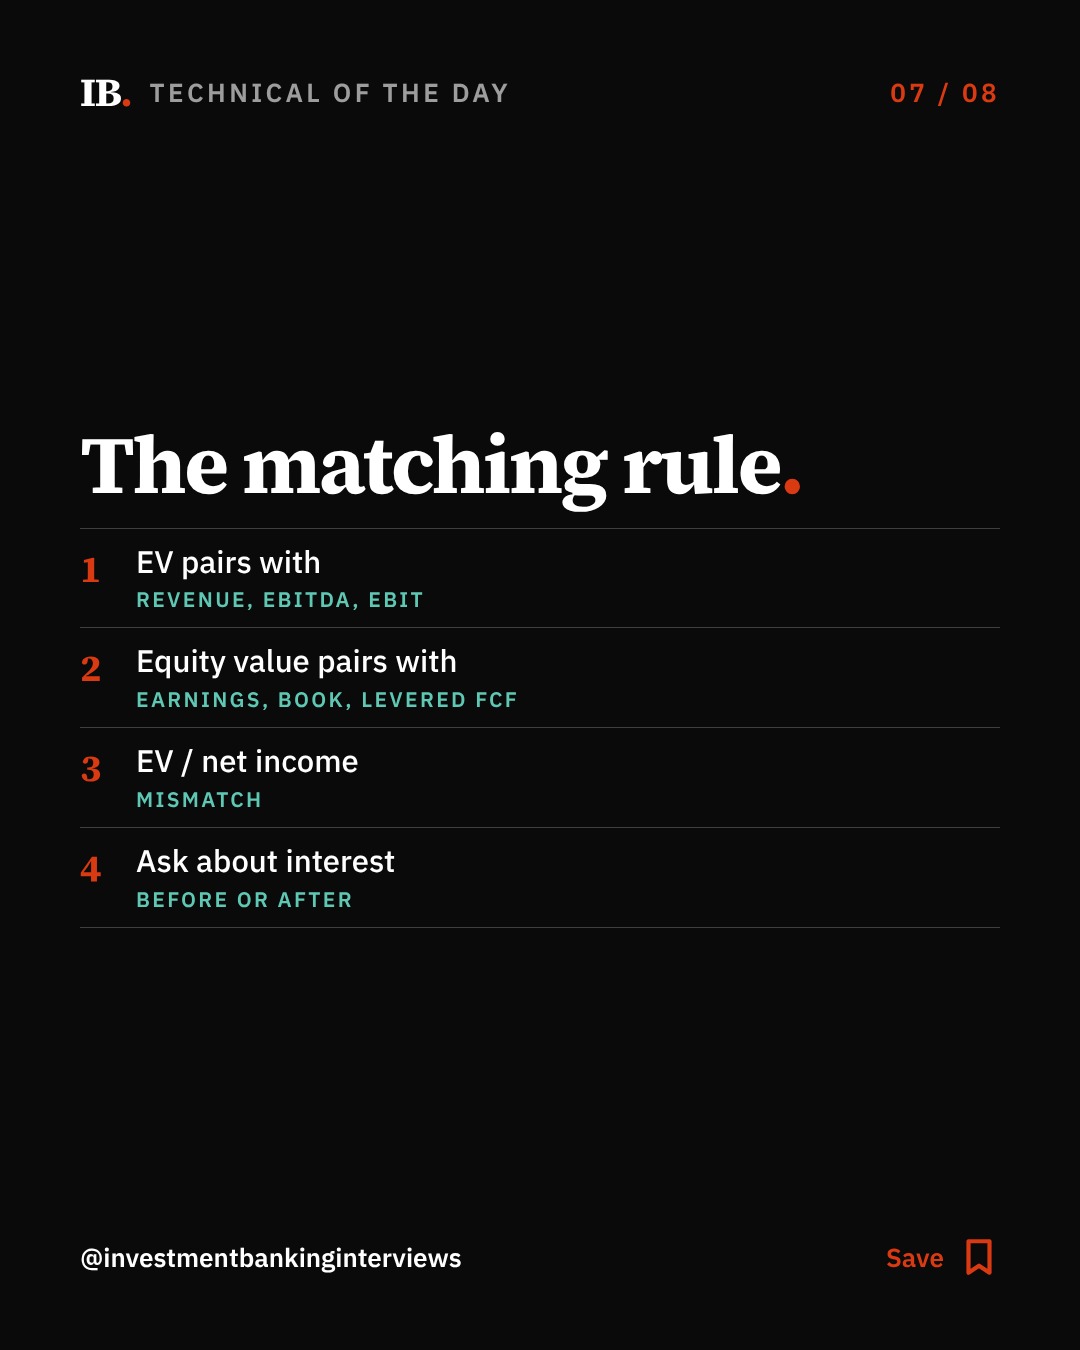 IB. TECHNICAL OF THE DAY
07 / 08
The matching rule.
1 EV pairs with
REVENUE, EBITDA, EBIT
2 Equity value pairs with
EARNINGS, BOOK, LEVERED FCF
3 EV / net income
MISMATCH
4 Ask about interest
BEFORE OR AFTER
@investmentbankinginterviews
Save